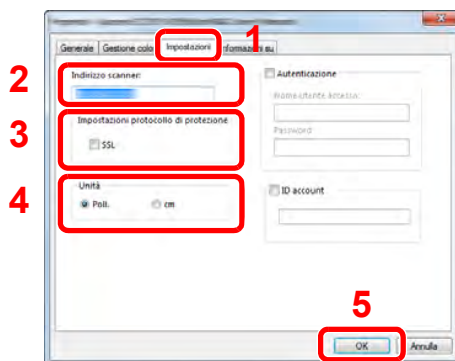 Generale Gestione colo Impostazioni nformazioni su
1
2
Indirizzo scanner:
Autenticazione
Nome utente accesso:
3
Impostazioni protocollo di protezione
Password:
SSL
4
Unità
Poll. cm
ID account
5
OK Annulla